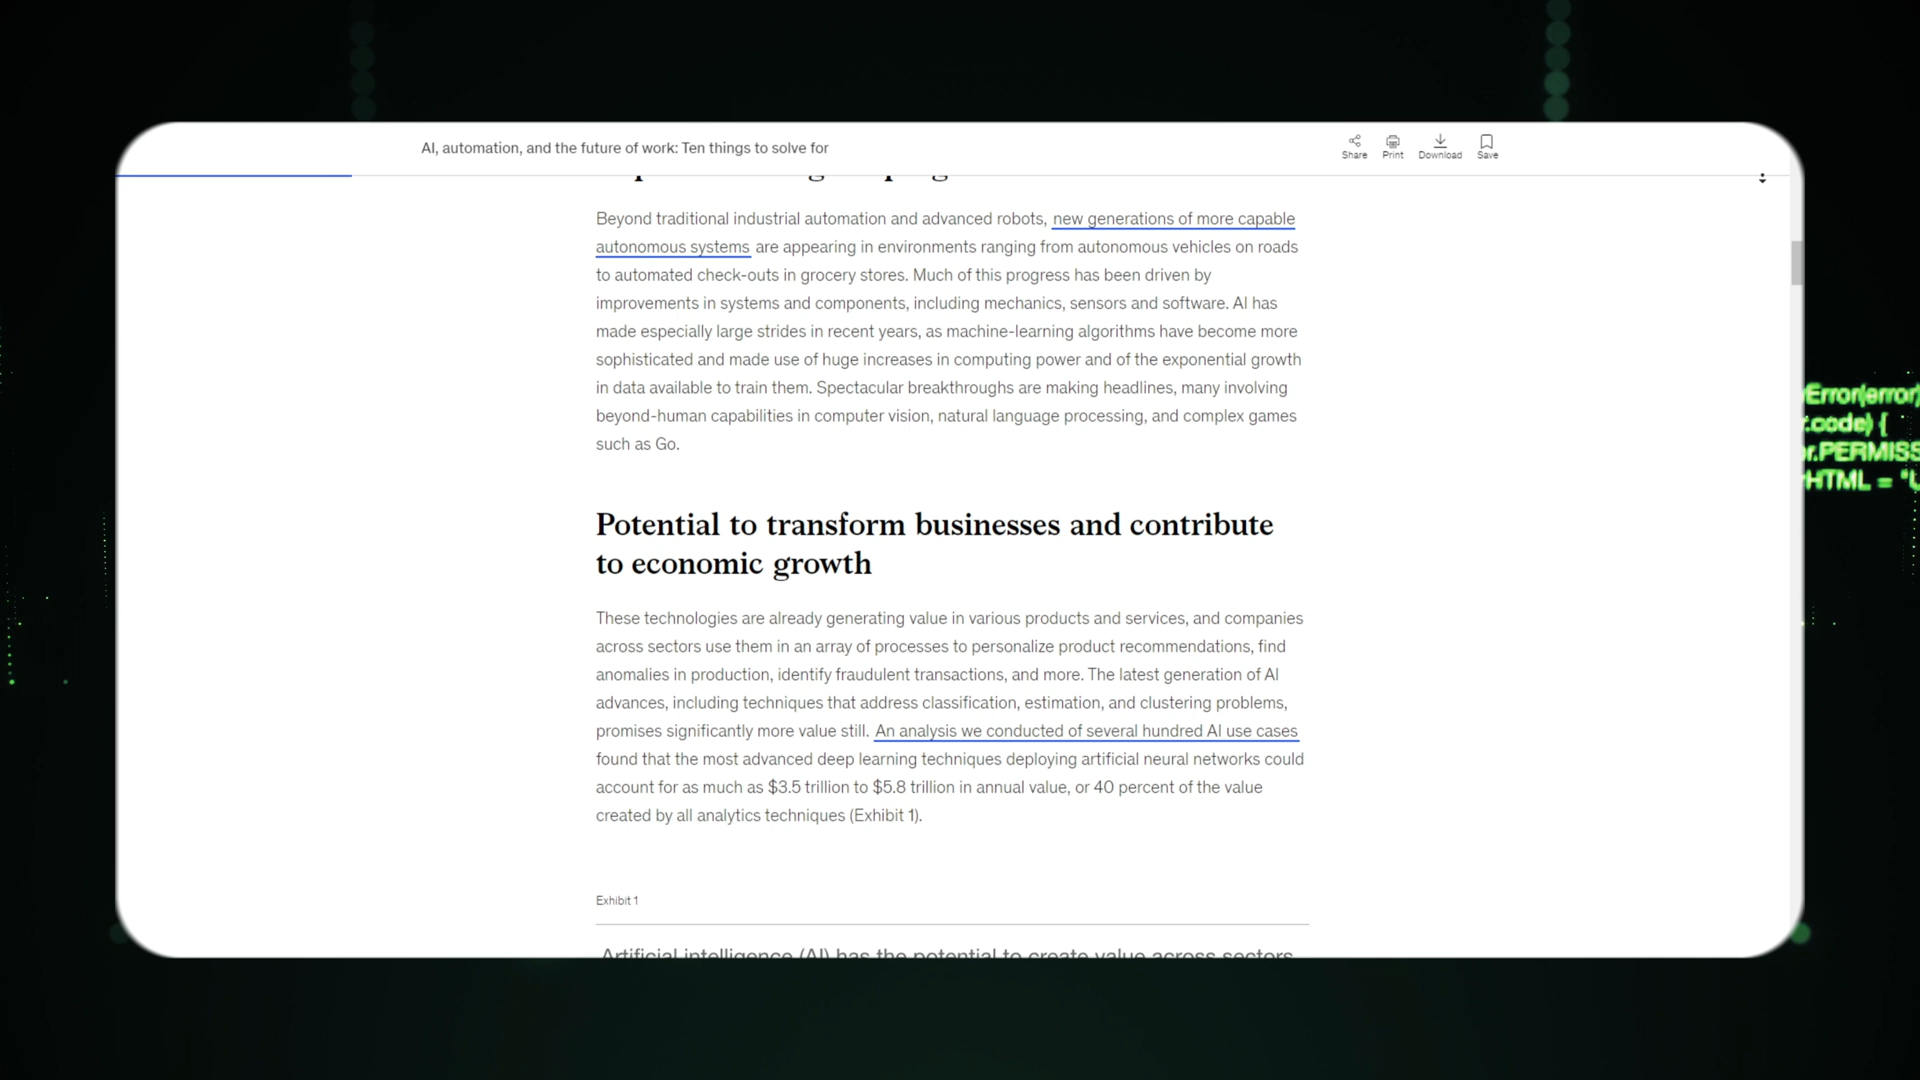 AI, automation, and the future of work: Ten things to solve for
Share Print Download Save
Beyond traditional industrial automation and advanced robots, new generations of more capable
autonomous systems are appearing in environments ranging from autonomous vehicles on roads
to automated check-outs in grocery stores. Much of this progress has been driven by
improvements in systems and components, including mechanics, sensors and software. AI has
made especially large strides in recent years, as machine-learning algorithms have become more
sophisticated and made use of huge increases in computing power and of the exponential growth
in data available to train them. Spectacular breakthroughs are making headlines, many involving
beyond-human capabilities in computer vision, natural language processing, and complex games
such as Go.
Potential to transform businesses and contribute
to economic growth
These technologies are already generating value in various products and services, and companies
across sectors use them in an array of processes to personalize product recommendations, find
anomalies in production, identify fraudulent transactions, and more. The latest generation of AI
advances, including techniques that address classification, estimation, and clustering problems,
promises significantly more value still. An analysis we conducted of several hundred AI use cases
found that the most advanced deep learning techniques deploying artificial neural networks could
account for as much as $3.5 trillion to $5.8 trillion in annual value, or 40 percent of the value
created by all analytics techniques (Exhibit 1).
Exhibit 1
Artificial intelligence (AI) has the potential to create value across sectors.
Error(error)
.code) {
r.PERMISS
HTML = "